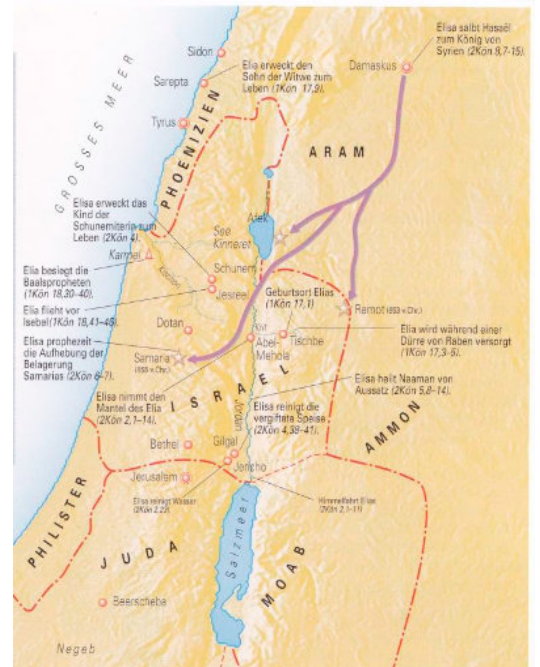 Sidon
Elia erweckt den
Sohn der Witwe zum
Leben (1Kön 17,9).
Elisa salbt Hasaël
zum König von
Syrien (2Kön 8,7-15).
Damaskus
Sarepta
Tyrus
GROSSES MEER
PHOENIZIEN
ARAM
Elisa erweckt das
Kind der
Schunemiterin zum
Leben (2Kön 4).
Afek
See
Kinneret
Karmel
Kischon
Elia besiegt die
Baalspropheten
(1Kön 18,30-40).
Schunem
Jesreel
Geburtsort Elias
(1Kön 17,1)
Elia flieht vor
Isebel (1Kön 18,41-46).
Ramot (853 v.Chr.)
Dotan
Krit
Abel-
Mehola
Tischbe
Elia wird während einer
Dürre von Raben versorgt
(1Kön 17,3-5).
Elisa prophezeit
die Aufhebung der
Belagerung
Samarias (2Kön 6-7).
Samaria
Elisa nimmt den
Mantel des Elia
(2Kön 2,1-14).
ISRAEL
Jordan
Elisa heilt Naaman von
Aussatz (2Kön 5,8-14).
Elisa reinigt die
vergiftete Speise
(2Kön 4,38-41).
AMMON
Bethel
Gilgal
Jericho
Jerusalem
Elisa reinigt Wasser
(2Kön 2,22)
Himmelfahrt Elias
(2Kön 2,1-11)
PHILISTER
JUDA
Salzmeer
MOAB
Beerscheba
Negeb